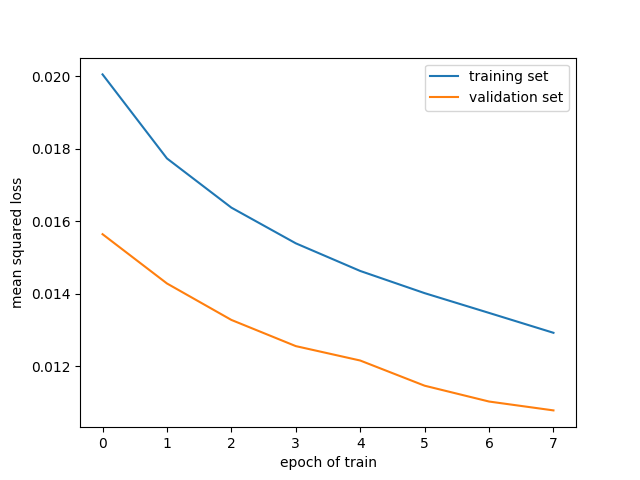 training set
validation set
0.020
0.018
0.016
0.014
0.012
mean squared loss
0 1 2 3 4 5 6 7
epoch of train